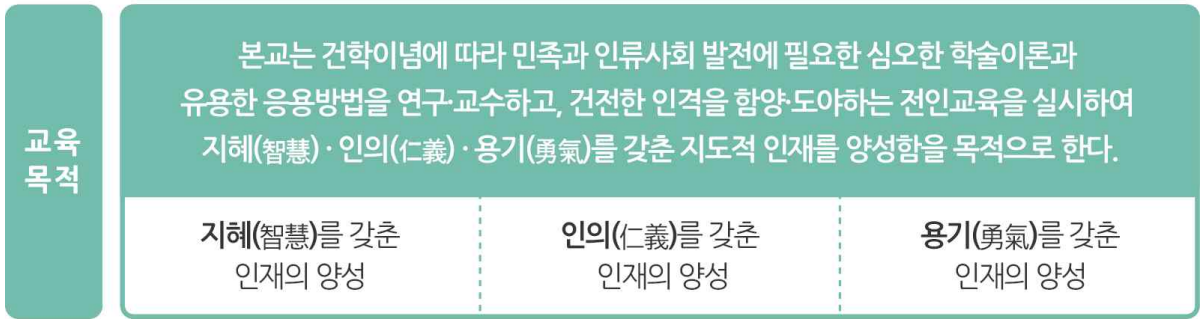 교육
목적
본교는 건학이념에 따라 민족과 인류사회 발전에 필요한 심오한 학술이론과
유용한 응용방법을 연구·교수하고, 건전한 인격을 함양·도야하는 전인교육을 실시하여
지혜(智慧)·인의(仁義)·용기(勇氣)를 갖춘 지도적 인재를 양성함을 목적으로 한다.
지혜(智慧)를 갖춘
인재의 양성
인의(仁義)를 갖춘
인재의 양성
용기(勇氣)를 갖춘
인재의 양성